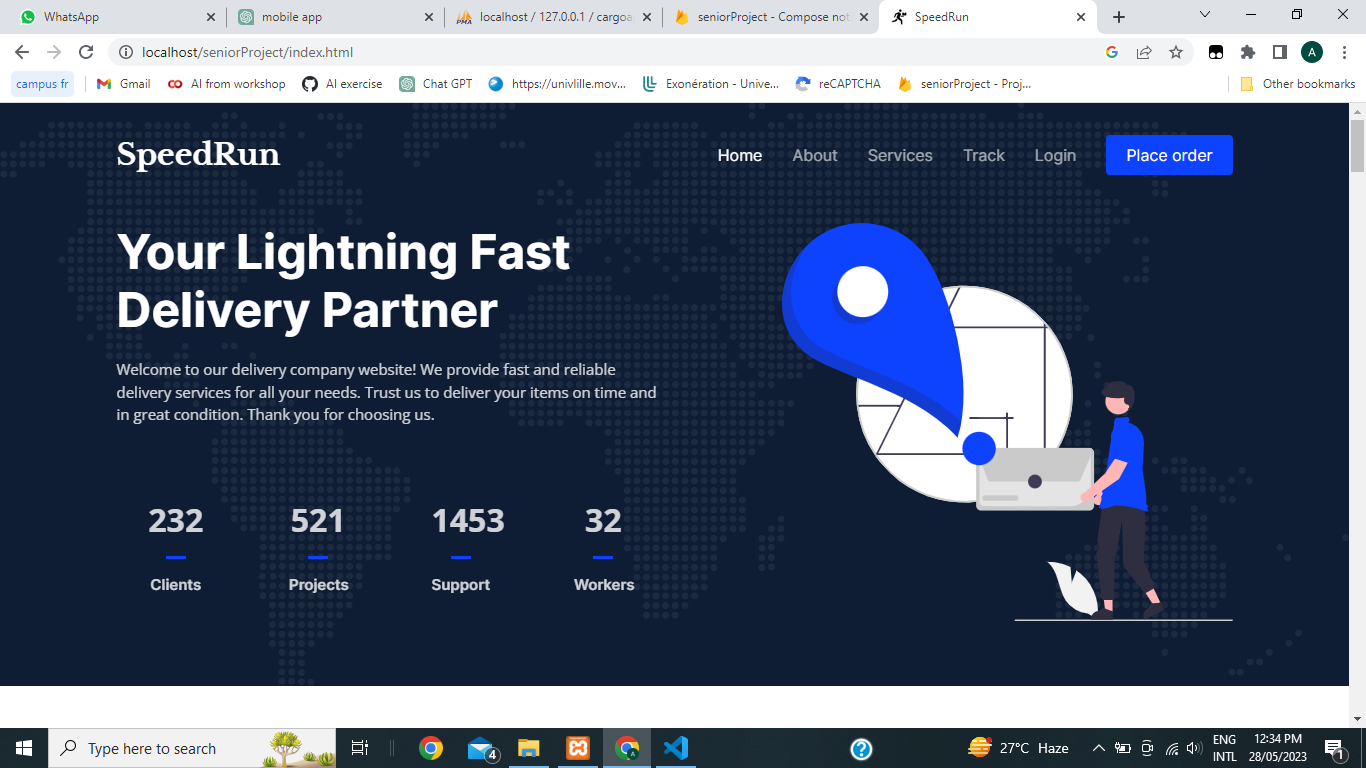 WhatsApp
mobile app
localhost / 127.0.0.1 / cargoa
seniorProject - Compose not
SpeedRun
localhost/seniorProject/index.html
A
campus fr
Gmail
AI from workshop
AI exercise
Chat GPT
https://univlille.mov...
Exonération - Unive...
reCAPTCHA
seniorProject - Proj...
Other bookmarks
SpeedRun
Home
About
Services
Track
Login
Place order
Your Lightning Fast
Delivery Partner
Welcome to our delivery company website! We provide fast and reliable
delivery services for all your needs. Trust us to deliver your items on time and
in great condition. Thank you for choosing us.
232
521
1453
32
Clients
Projects
Support
Workers
Type here to search
4
27°C Haze
ENG
INTL
12:34 PM
28/05/2023
1